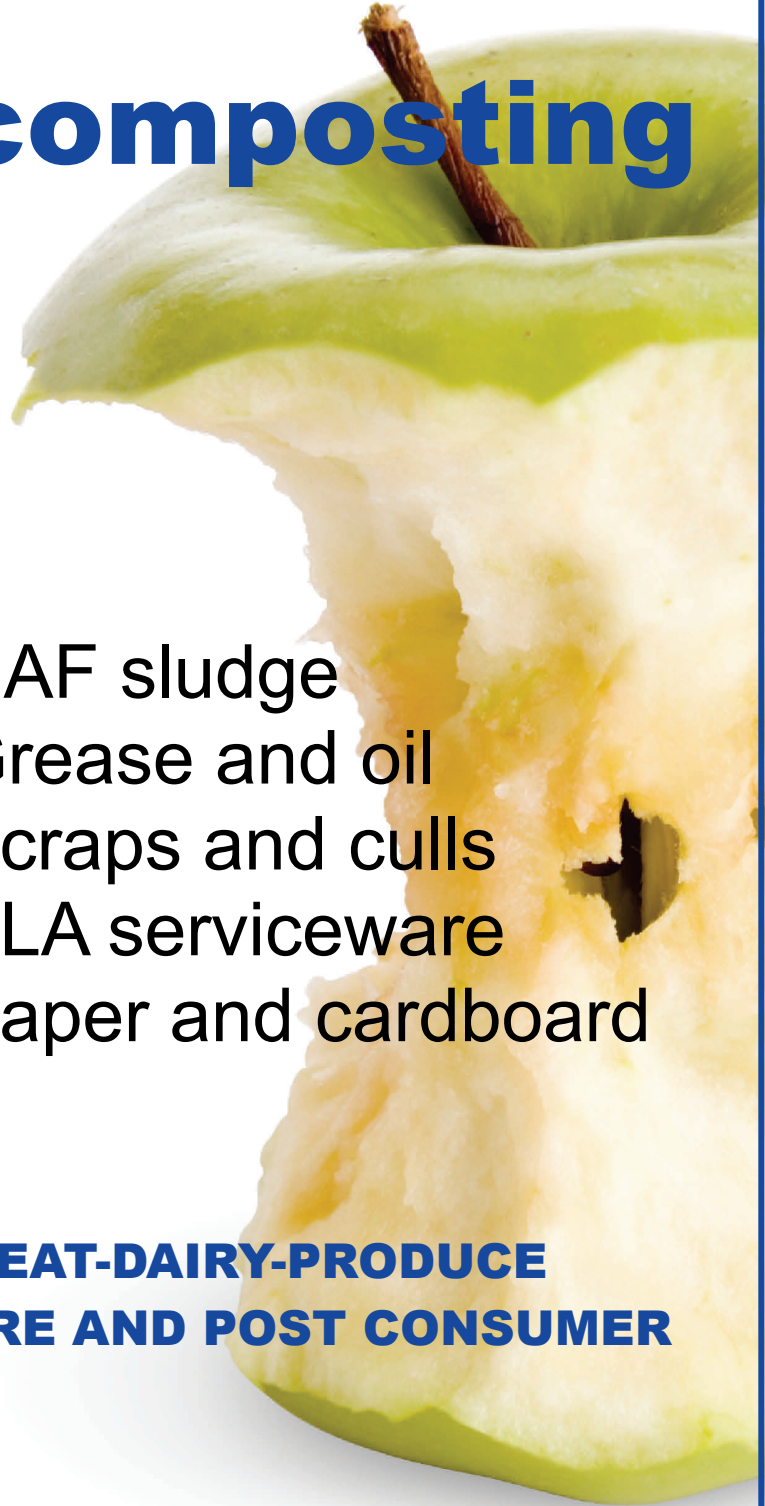 composting
AF sludge
Grease and oil
craps and culls
LA serviceware
aper and cardboard
EAT-DAIRY-PRODUCE
RE AND POST CONSUMER